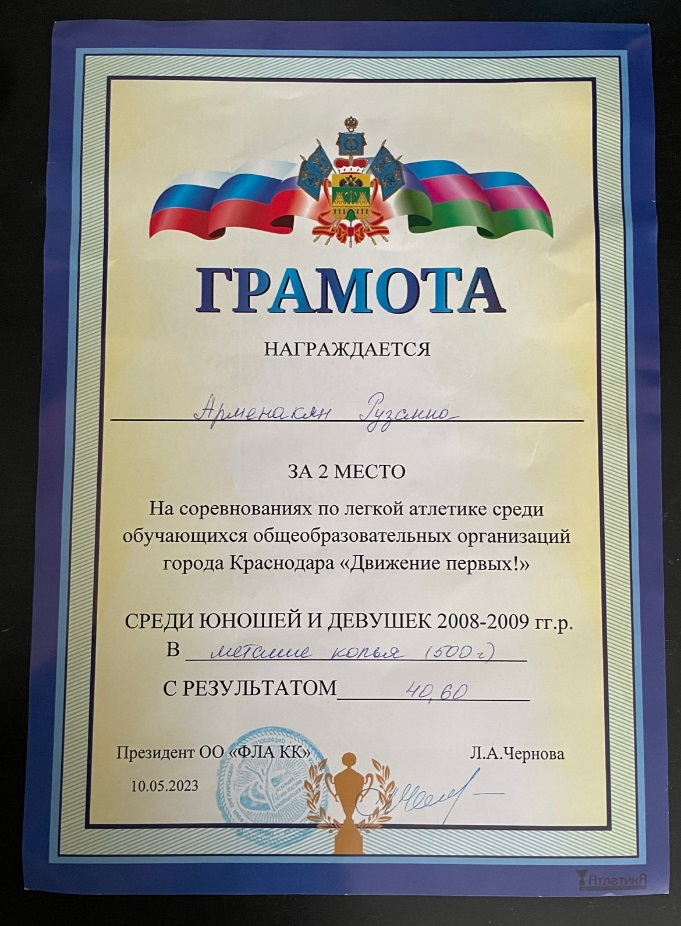 ГРАМОТА
НАГРАЖДАЕТСЯ
Арменакян Рузанна
ЗА 2 МЕСТО
На соревнованиях по легкой атлетике среди
обучающихся общеобразовательных организаций
города Краснодара «Движение первых!»
СРЕДИ ЮНОШЕЙ И ДЕВУШЕК 2008-2009 гг.р.
В метание копья (500 г)
С РЕЗУЛЬТАТОМ 40,60
Президент ОО «ФЛА КК» Л.А.Чернова
10.05.2023
АтлетикА